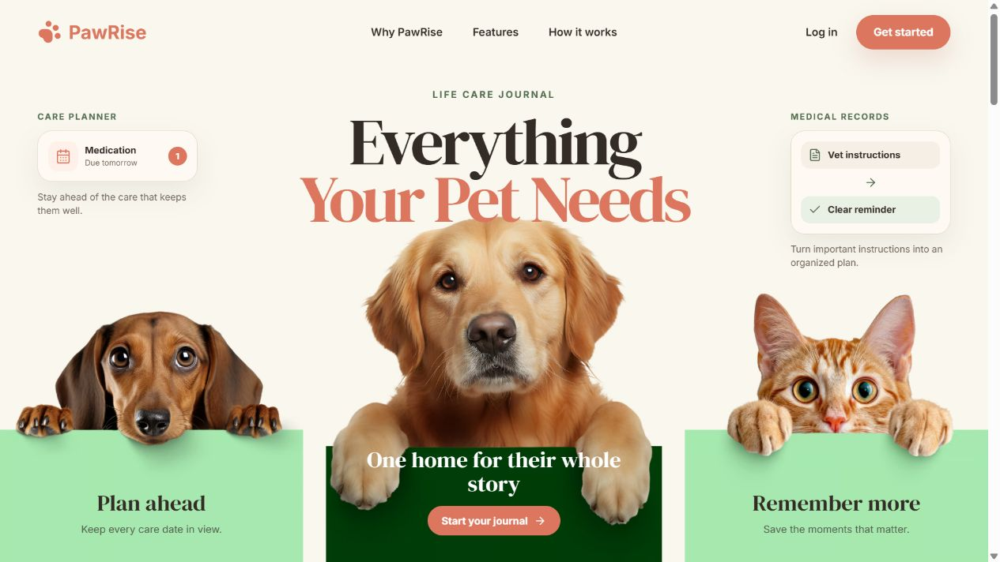 PawRise
Why PawRise
Features
How it works
Log in
Get started
LIFE CARE JOURNAL
Everything
Your Pet Needs
CARE PLANNER
Medication
Due tomorrow
1
Stay ahead of the care that keeps
them well.
MEDICAL RECORDS
Vet instructions
Clear reminder
Turn important instructions into an
organized plan.
Plan ahead
Keep every care date in view.
One home for their whole
story
Start your journal
Remember more
Save the moments that matter.